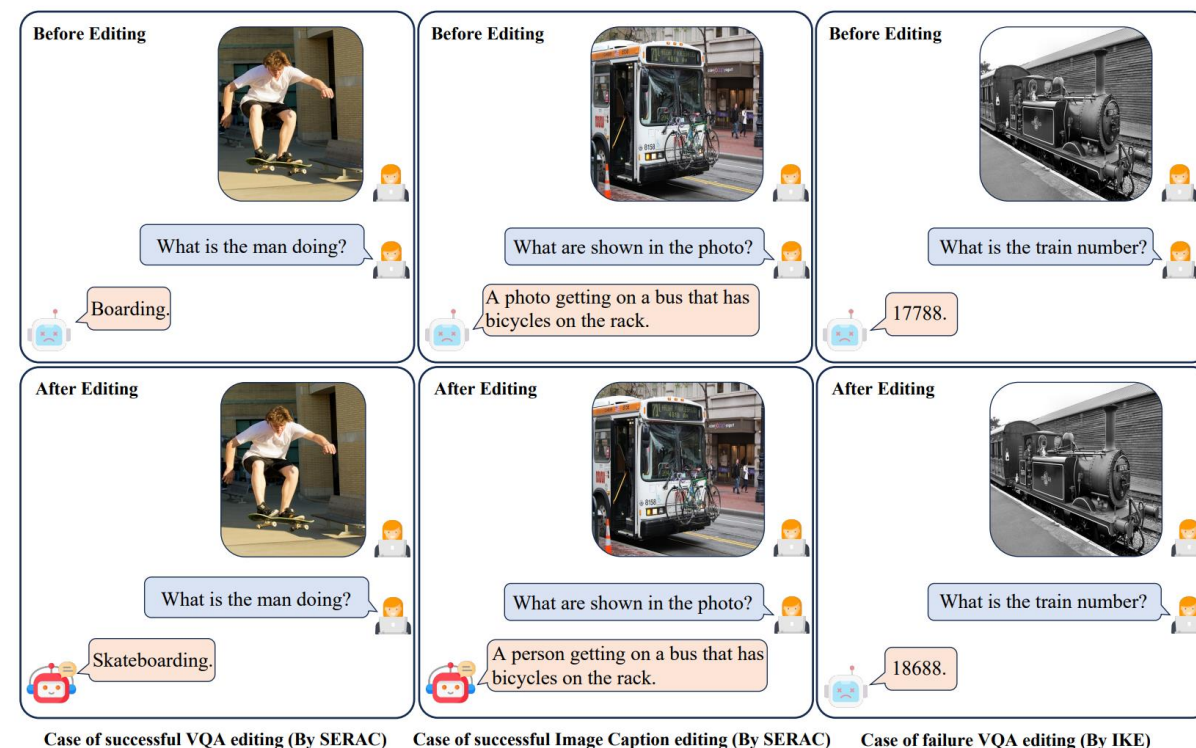 Before Editing
What is the man doing?
Boarding.
Before Editing
8158
What are shown in the photo?
A photo getting on a bus that has
bicycles on the rack.
Before Editing
What is the train number?
17788.
After Editing
What is the man doing?
Skateboarding.
After Editing
8158
What are shown in the photo?
A person getting on a bus that has
bicycles on the rack.
After Editing
What is the train number?
18688.
Case of successful VQA editing (By SERAC)
Case of successful Image Caption editing (By SERAC)
Case of failure VQA editing (By IKE)